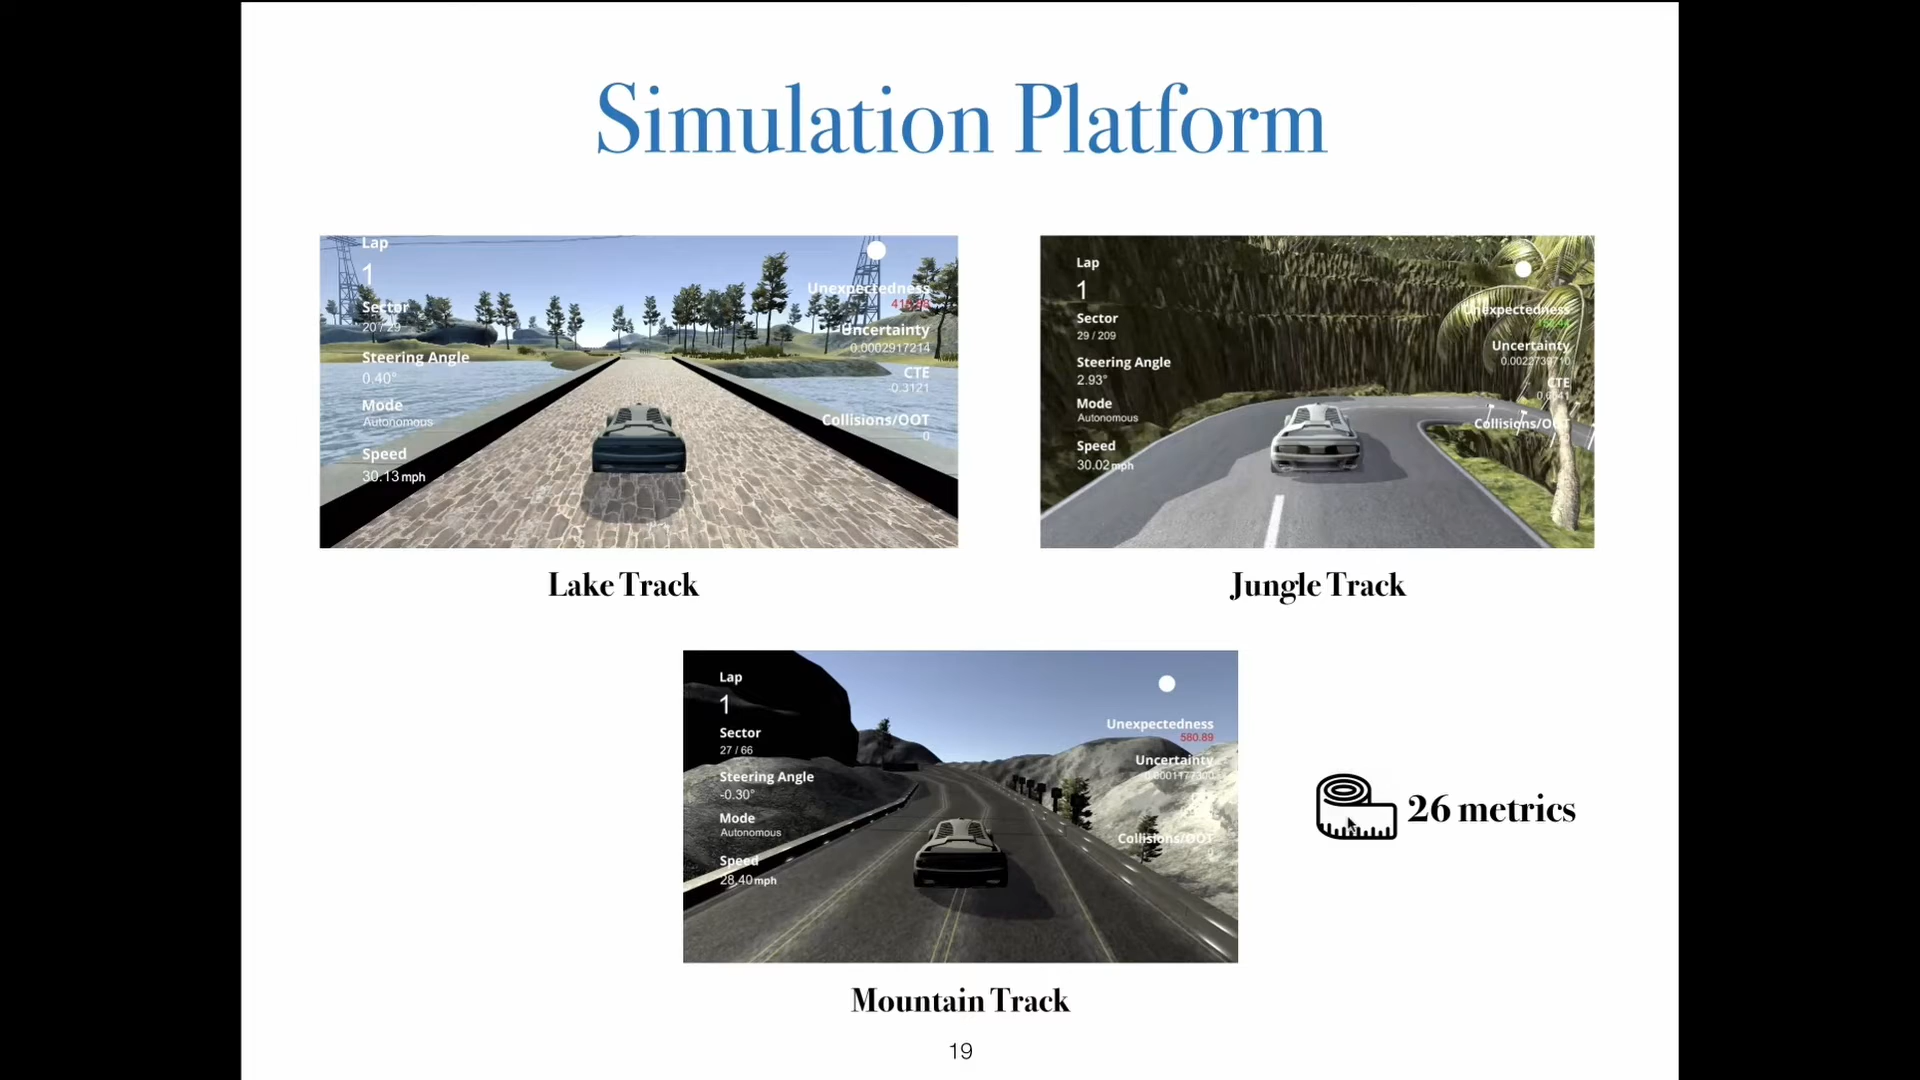 Simulation Platform
Lap
1
Sector
20 / 29
Steering Angle
0.40°
Mode
Autonomous
Speed
30.13 mph
Unexpectedness
Uncertainty
0.0002917214
CTE
-0.3121
Collisions/OOT
0
Lake Track
Lap
1
Sector
29 / 209
Steering Angle
2.93°
Mode
Autonomous
Speed
30.02 mph
Unexpectedness
Uncertainty
CTE
Jungle Track
Lap
1
Sector
27 / 66
Steering Angle
-0.30°
Mode
Autonomous
Speed
28.40 mph
Unexpectedness
580.89
Uncertainty
Collisions/OOT
Mountain Track
26 metrics
19